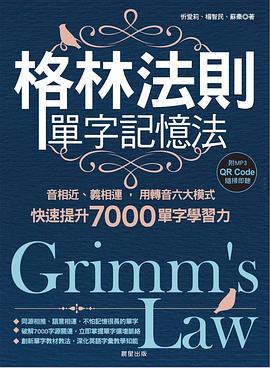 忻愛莉、楊智民、蘇秦◎著
格林法則
單字記憶法
附MP3
QR Code
隨掃即聽
音相近、義相連，用轉音六大模式
快速提升7000單字學習力
Grimm's
Law
同源相推、語意相連，不怕記憶很長的單字
破解7000字源關連，立即掌握單字擴增脈絡
創新單字教材教法，深化英語字彙教學知能
晨星出版